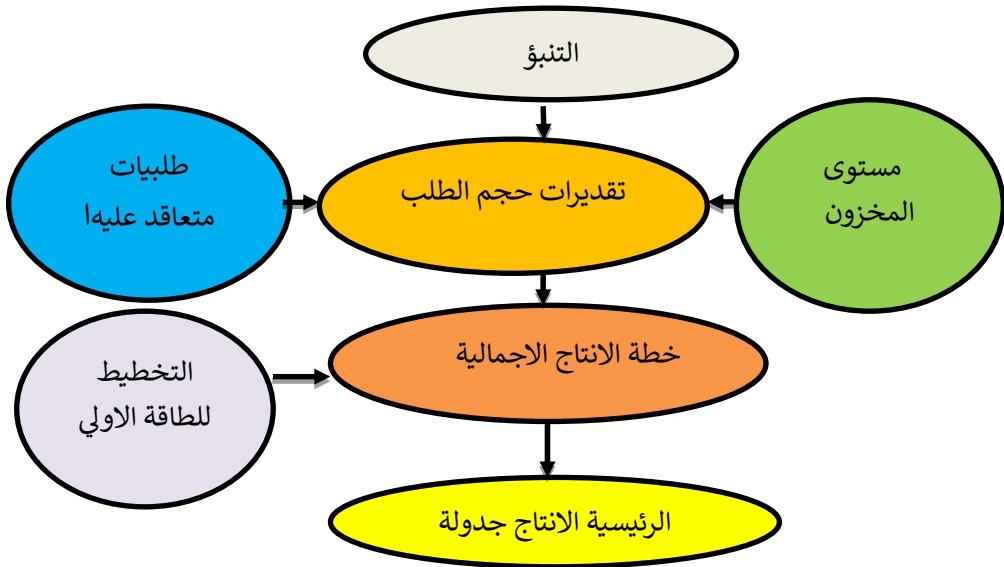 التنبؤ
طلبيات
متعاقد عليها
تقديرات حجم الطلب
مستوى
المخزون
خطة الانتاج الاجمالية
التخطيط
للطاقة الاولي
الرئيسية الانتاج جدولة